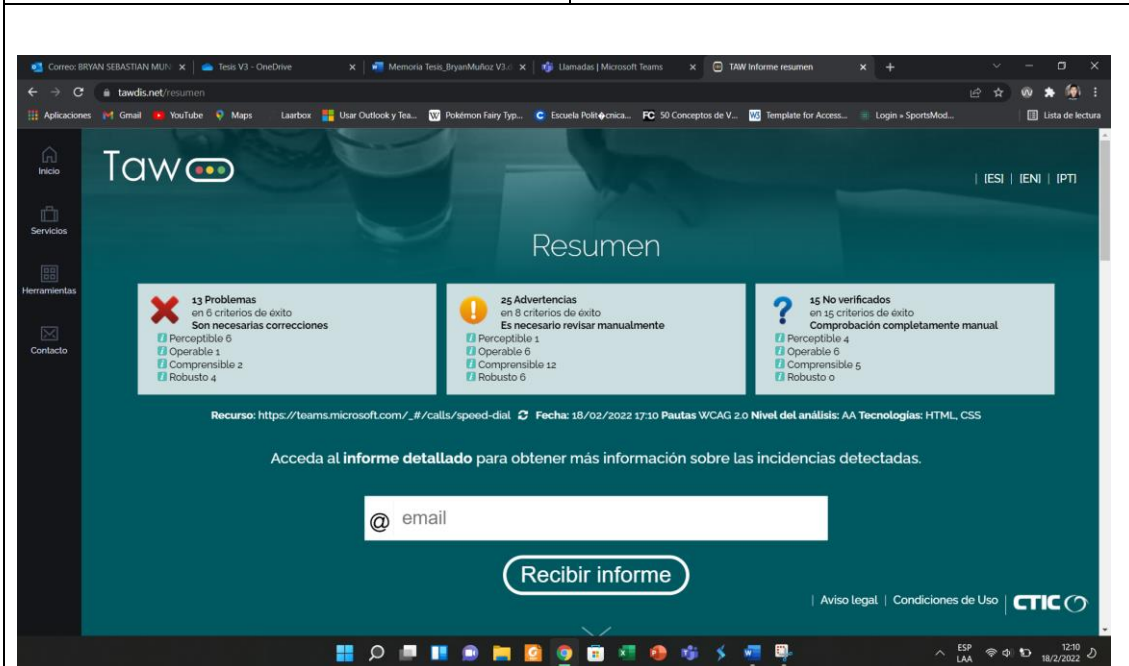 Correo: BRYAN SEBASTIAN MUN
Tesis V3 - OneDrive
Memoria Tesis_BryanMuñoz V3.d
Llamadas | Microsoft Teams
TAW Informe resumen
tawdis.net/resumen
Aplicaciones
Gmail
YouTube
Maps
Laarbox
Usar Outlook y Tea...
Pokémon Fairy Typ...
Escuela Polit�cnica...
50 Conceptos de V...
Template for Access...
Login » SportsMod...
Lista de lectura
Inicio
Servicios
Herramientas
Contacto
Taw
| [ES] | [EN] | [PT]
Resumen
13 Problemas
en 6 criterios de éxito
Son necesarias correcciones
Perceptible 6
Operable 1
Comprensible 2
Robusto 4
25 Advertencias
en 8 criterios de éxito
Es necesario revisar manualmente
Perceptible 1
Operable 6
Comprensible 12
Robusto 6
15 No verificados
en 15 criterios de éxito
Comprobación completamente manual
Perceptible 4
Operable 6
Comprensible 5
Robusto 0
Recurso: https://teams.microsoft.com/_#/calls/speed-dial Fecha: 18/02/2022 17:10 Pautas WCAG 2.0 Nivel del análisis: AA Tecnologías: HTML, CSS
Acceda al informe detallado para obtener más información sobre las incidencias detectadas.
@ email
Recibir informe
| Aviso legal | Condiciones de Uso | CTIC
ESP
LAA
12:10
18/2/2022